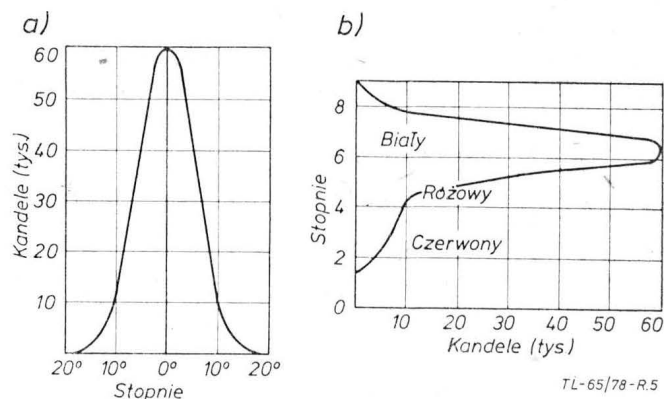 a)
60
50
40
30
20
10
Kandele (tys.)
20° 10° 0° 10° 20°
Stopnie
b)
8
6
4
2
0
Stopnie
Biały
Różowy
Czerwony
10 20 30 40 50 60
Kandele (tys)
TL-65/78-R.5